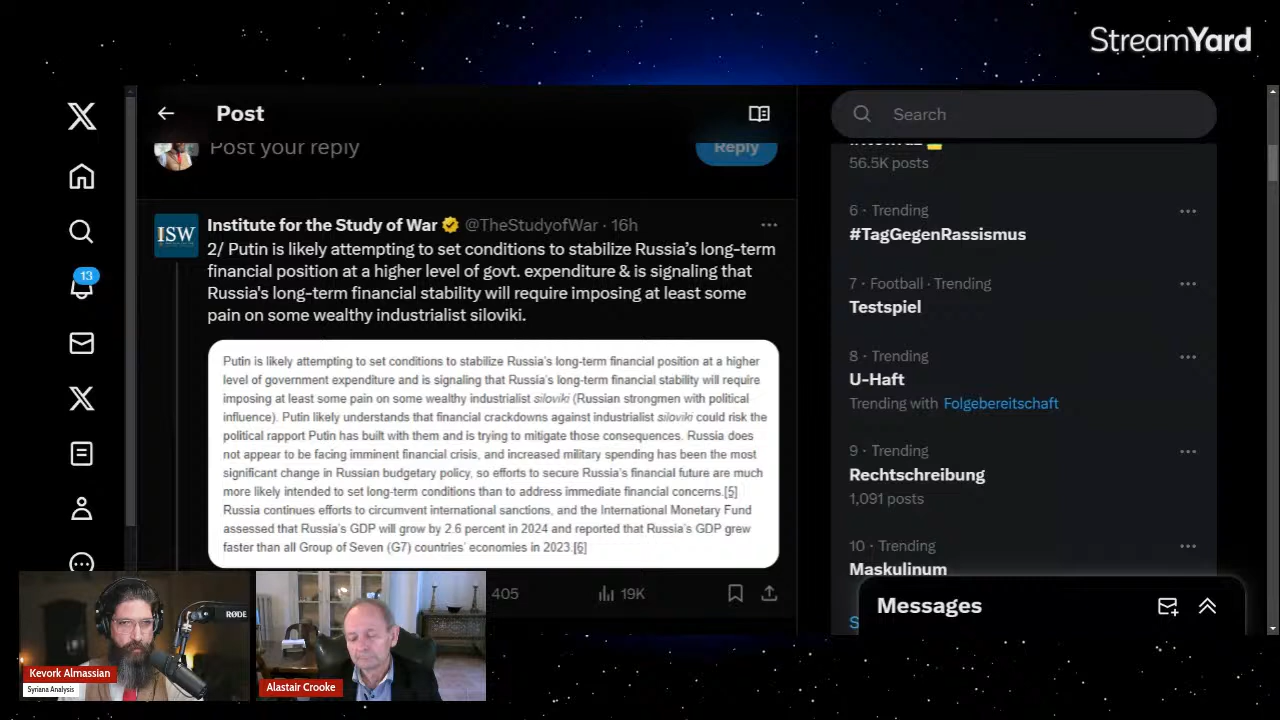 StreamYard
Post
Post your reply
Reply
ISW
Institute for the Study of War @TheStudyofWar · 16h
2/ Putin is likely attempting to set conditions to stabilize Russia's long-term
financial position at a higher level of govt. expenditure & is signaling that
Russia's long-term financial stability will require imposing at least some
pain on some wealthy industrialist siloviki.
Putin is likely attempting to set conditions to stabilize Russia's long-term financial position at a higher
level of government expenditure and is signaling that Russia's long-term financial stability will require
imposing at least some pain on some wealthy industrialist siloviki (Russian strongmen with political
influence). Putin likely understands that financial crackdowns against industrialist siloviki could risk the
political rapport Putin has built with them and is trying to mitigate those consequences. Russia does
not appear to be facing imminent financial crisis, and increased military spending has been the most
significant change in Russian budgetary policy, so efforts to secure Russia's financial future are much
more likely intended to set long-term conditions than to address immediate financial concerns.[5]
Russia continues efforts to circumvent international sanctions, and the International Monetary Fund
assessed that Russia's GDP will grow by 2.6 percent in 2024 and reported that Russia's GDP grew
faster than all Group of Seven (G7) countries' economies in 2023.[6]
405
19K
13
Search
56.5K posts
6 · Trending
#TagGegenRassismus
7 · Football · Trending
Testspiel
8 · Trending
U-Haft
Trending with Folgebereitschaft
9 · Trending
Rechtschreibung
1,091 posts
10 · Trending
Maskulinum
Messages
RØDE
Kevork Almassian
Syriana Analysis
Alastair Crooke